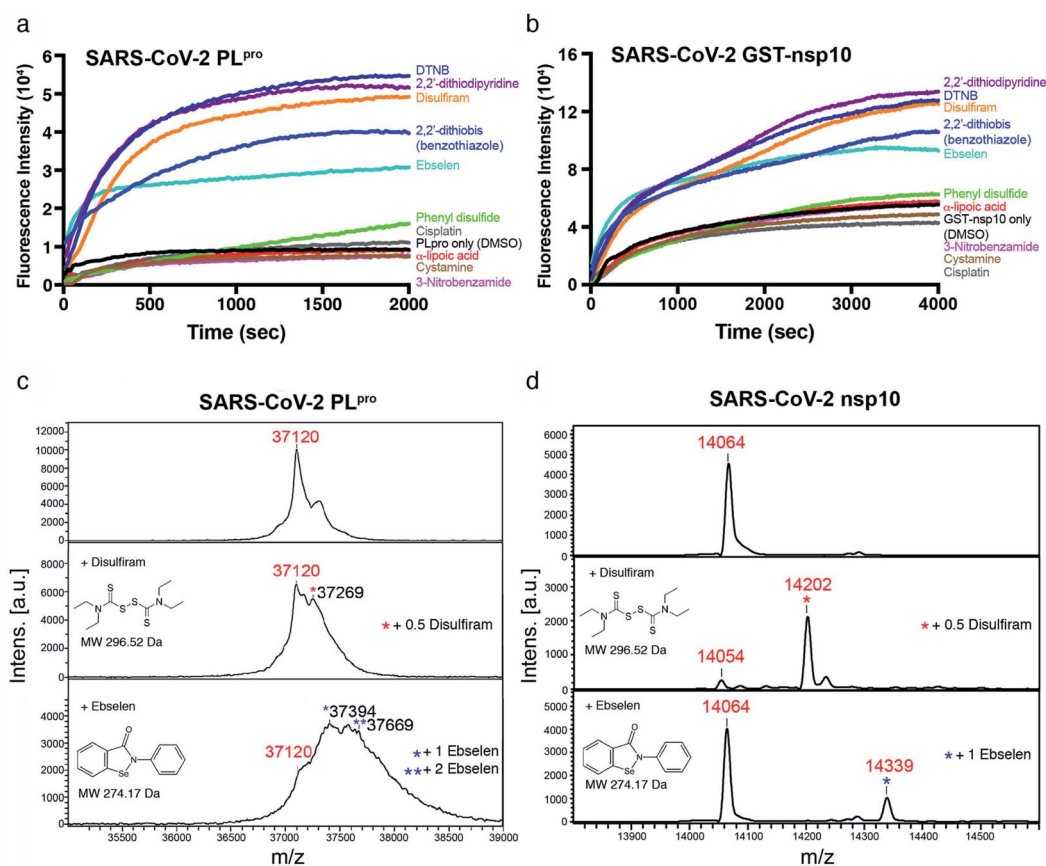 a
SARS-CoV-2 PLpro
Fluorescence Intensity (10⁴)
6
5
4
3
2
1
0
0 500 1000 1500 2000
Time (sec)
DTNB
2,2'-dithiodipyridine
Disulfiram
2,2'-dithiobis
(benzothiazole)
Ebselen
Phenyl disulfide
Cisplatin
PLpro only (DMSO)
α-lipoic acid
Cystamine
3-Nitrobenzamide
b
SARS-CoV-2 GST-nsp10
Fluorescence Intensity (10⁴)
16
12
8
4
0
0 1000 2000 3000 4000
Time (sec)
2,2'-dithiodipyridine
DTNB
Disulfiram
2,2'-dithiobis
(benzothiazole)
Ebselen
Phenyl disulfide
α-lipoic acid
GST-nsp10 only
(DMSO)
3-Nitrobenzamide
Cystamine
Cisplatin
c
SARS-CoV-2 PLpro
Intens. [a.u.]
12000
10000
8000
6000
4000
2000
0
37120
8000
6000
4000
2000
0
+ Disulfiram
N S S S N S
MW 296.52 Da
37120
*37269
* + 0.5 Disulfiram
4000
3000
2000
1000
0
+ Ebselen
O N Se
MW 274.17 Da
37120
*37394
**37669
* + 1 Ebselen
** + 2 Ebselen
35500 36000 36500 37000 37500 38000 38500 39000
m/z
d
SARS-CoV-2 nsp10
Intens. [a.u.]
6000
5000
4000
3000
2000
1000
0
14064
3000
2000
1000
0
+ Disulfiram
N S S S N S
MW 296.52 Da
14054
14202
*
* + 0.5 Disulfiram
5000
4000
3000
2000
1000
0
+ Ebselen
O N Se
MW 274.17 Da
14064
14339
*
* + 1 Ebselen
13900 14000 14100 14200 14300 14400 14500
m/z